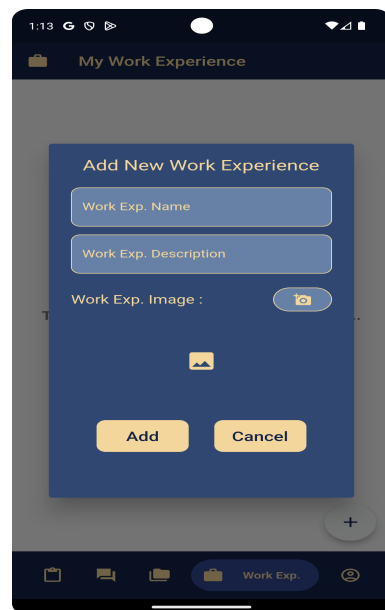 1:13 G
My Work Experience
Add New Work Experience
Work Exp. Name
Work Exp. Description
Work Exp. Image :
T
..
Add
Cancel
+
Work Exp.